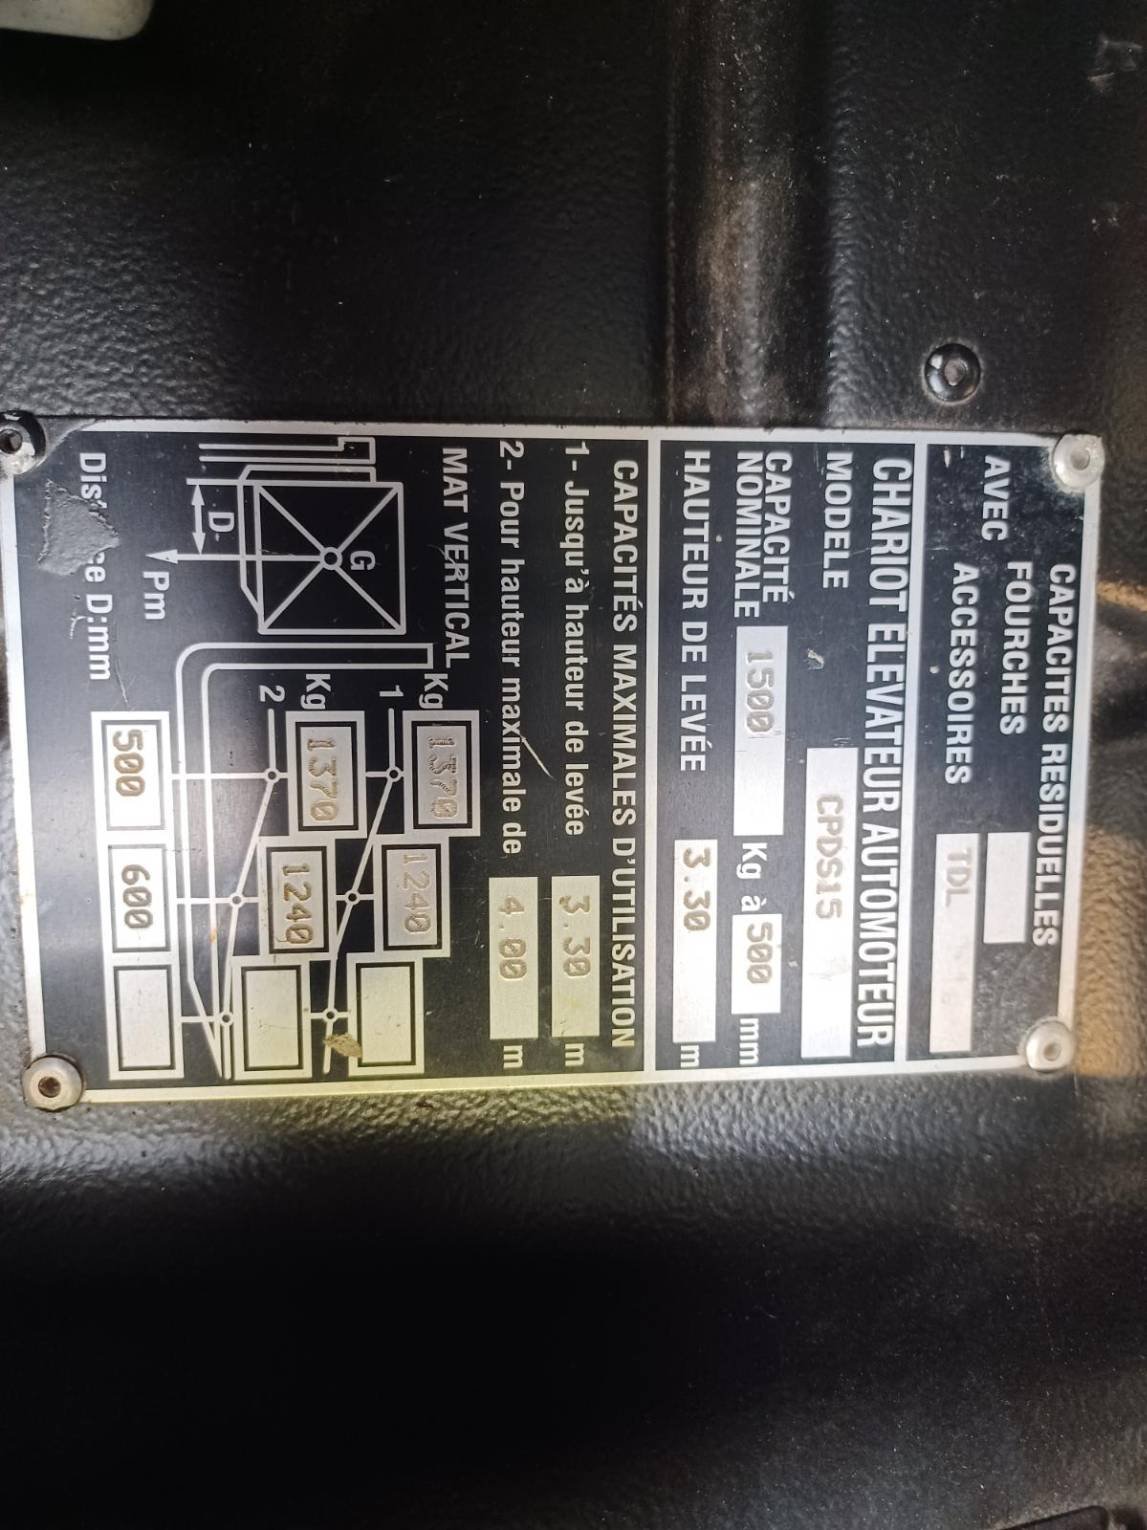 CAPACITES RESIDUELLES
AVEC FOURCHES
ACCESSOIRES TDL
CHARIOT ELEVATEUR AUTOMOTEUR
MODELE CPDS15
CAPACITÉ
NOMINALE 1500 Kg à 500 mm
HAUTEUR DE LEVÉE 3.30 m
CAPACITÉS MAXIMALES D'UTILISATION
1- Jusqu'à hauteur de levée 3.30 m
2- Pour hauteur maximale de 4.00 m
MAT VERTICAL
Kg 1370 1240
1
G
Kg 1370 1240
2
D
Pm
D:mm 500 600